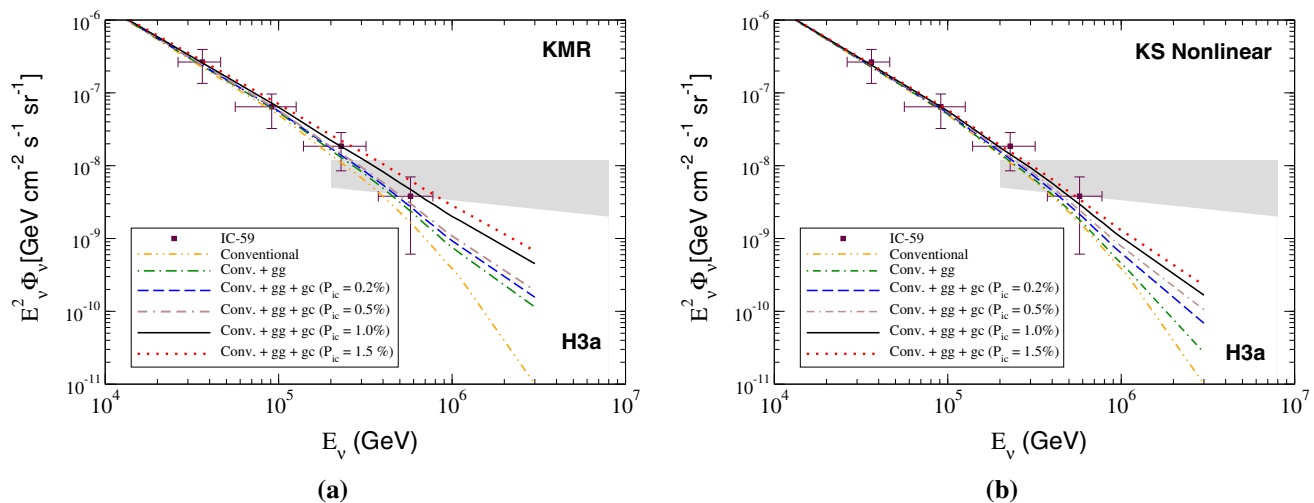 10^-6
10^-7
10^-8
10^-9
10^-10
10^-11
E_ν^2 Φ_ν[GeV cm^-2 s^-1 sr^-1]
KMR
IC-59
Conventional
Conv. + gg
Conv. + gg + gc (P_ic = 0.2%)
Conv. + gg + gc (P_ic = 0.5%)
Conv. + gg + gc (P_ic = 1.0%)
Conv. + gg + gc (P_ic = 1.5 %)
H3a
10^4 10^5 10^6 10^7
E_ν (GeV)
(a)
10^-6
10^-7
10^-8
10^-9
10^-10
10^-11
E_ν^2 Φ_ν[GeV cm^-2 s^-1 sr^-1]
KS Nonlinear
IC-59
Conventional
Conv. + gg
Conv. + gg + gc (P_ic = 0.2%)
Conv. + gg + gc (P_ic = 0.5%)
Conv. + gg + gc (P_ic = 1.0%)
Conv. + gg + gc (P_ic = 1.5%)
H3a
10^4 10^5 10^6 10^7
E_ν (GeV)
(b)